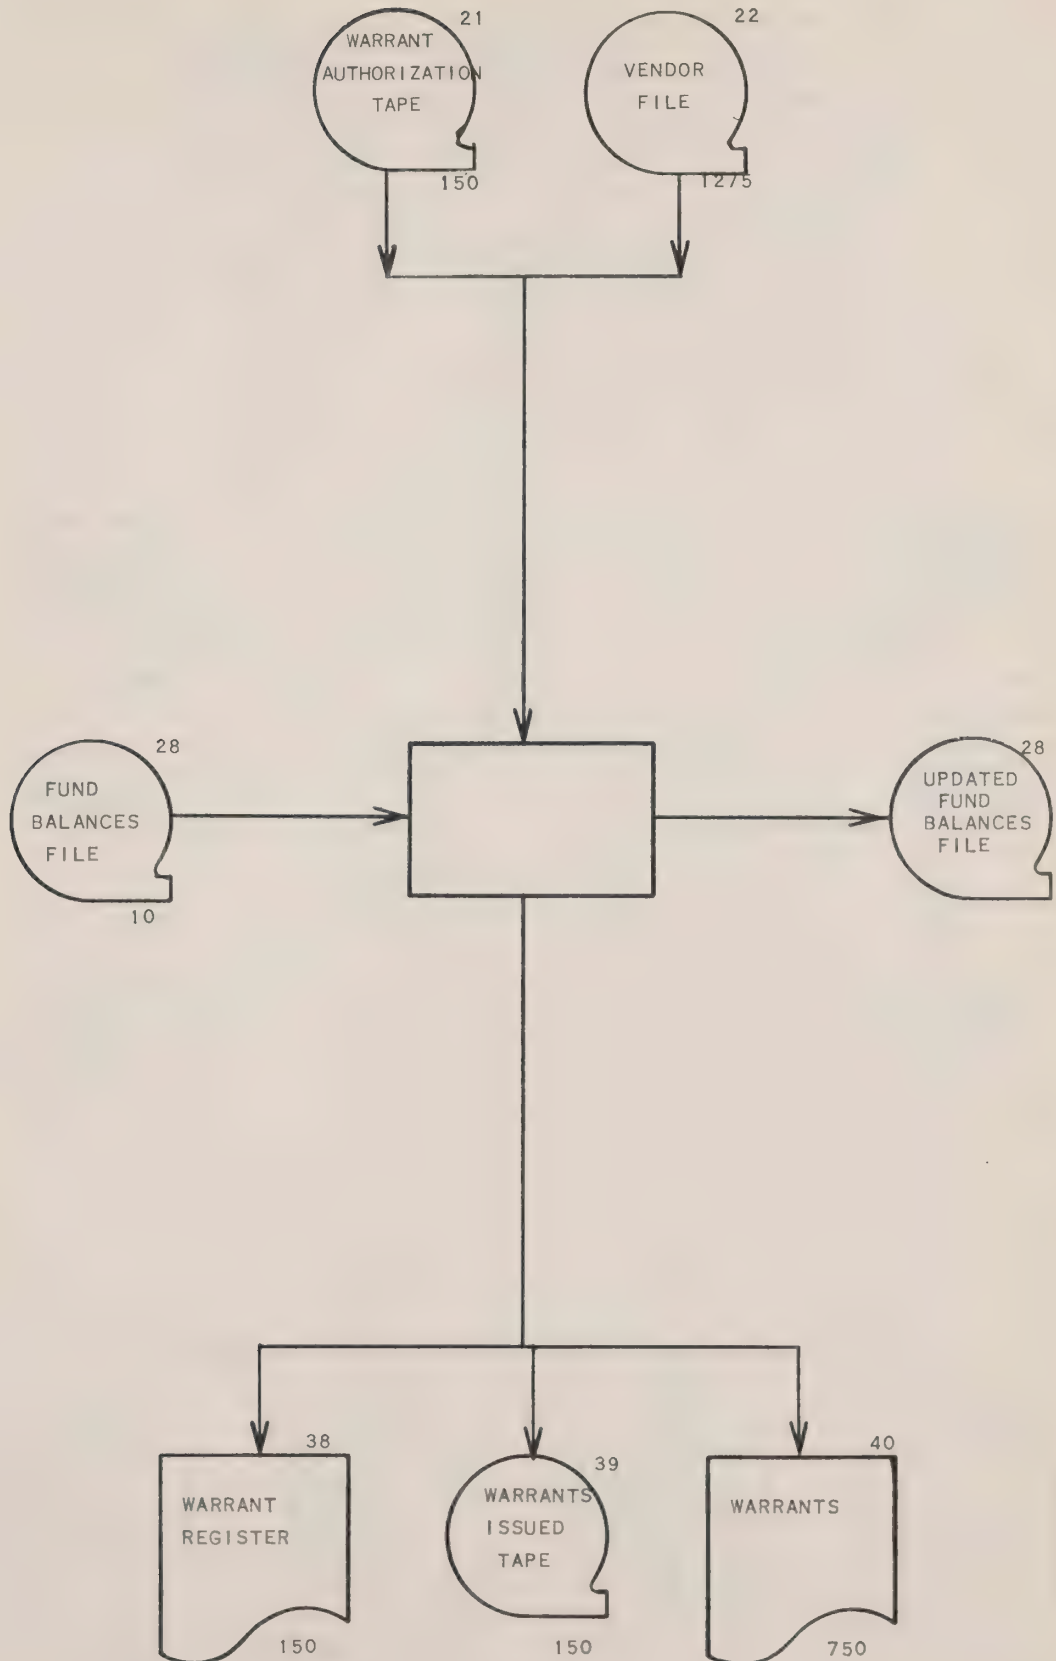 21
WARRANT
AUTHORIZATION
TAPE
150
22
VENDOR
FILE
1275
28
FUND
BALANCES
FILE
10
28
UPDATED
FUND
BALANCES
FILE
38
WARRANT
REGISTER
150
39
WARRANTS
ISSUED
TAPE
150
40
WARRANTS
750